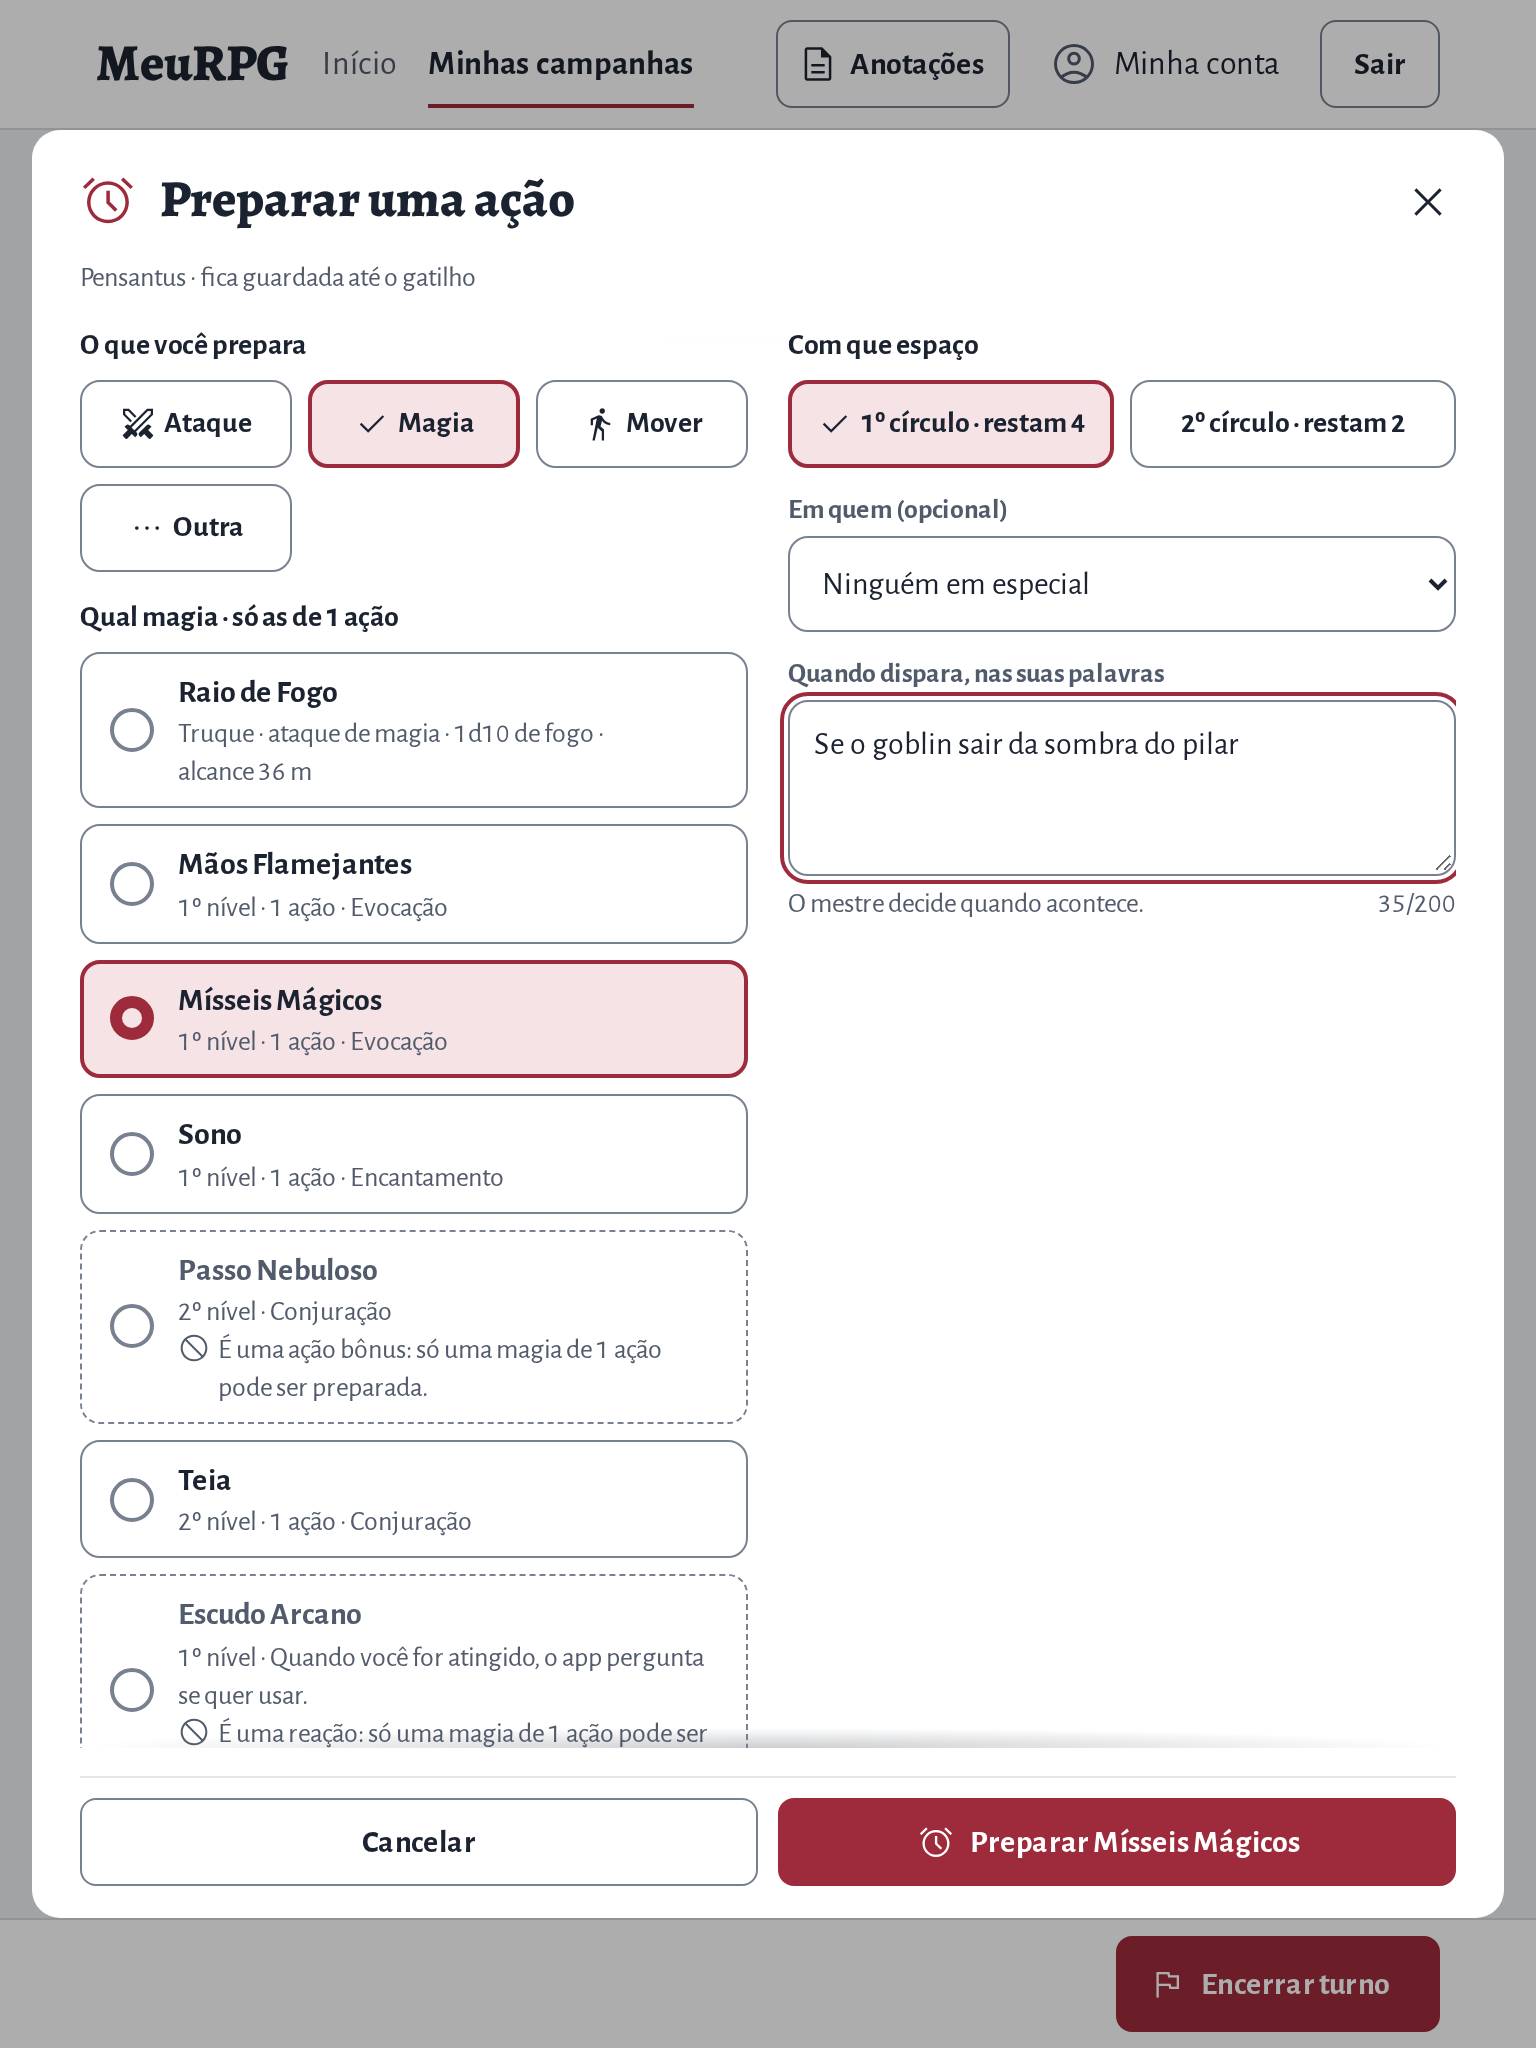 MeuRPG
Início
Minhas campanhas
Anotações
Minha conta
Sair
Preparar uma ação
Pensantus · fica guardada até o gatilho
O que você prepara
Ataque
Magia
Mover
Outra
Qual magia · só as de 1 ação
Raio de Fogo
Truque · ataque de magia · 1d10 de fogo ·
alcance 36 m
Mãos Flamejantes
1º nível · 1 ação · Evocação
Mísseis Mágicos
1º nível · 1 ação · Evocação
Sono
1º nível · 1 ação · Encantamento
Passo Nebuloso
2º nível · Conjuração
É uma ação bônus: só uma magia de 1 ação
pode ser preparada.
Teia
2º nível · 1 ação · Conjuração
Escudo Arcano
1º nível · Quando você for atingido, o app pergunta
se quer usar.
É uma reação: só uma magia de 1 ação pode ser
Com que espaço
1º círculo · restam 4
2º círculo · restam 2
Em quem (opcional)
Ninguém em especial
Quando dispara, nas suas palavras
Se o goblin sair da sombra do pilar
O mestre decide quando acontece.
35/200
Cancelar
Preparar Mísseis Mágicos
Encerrar turno